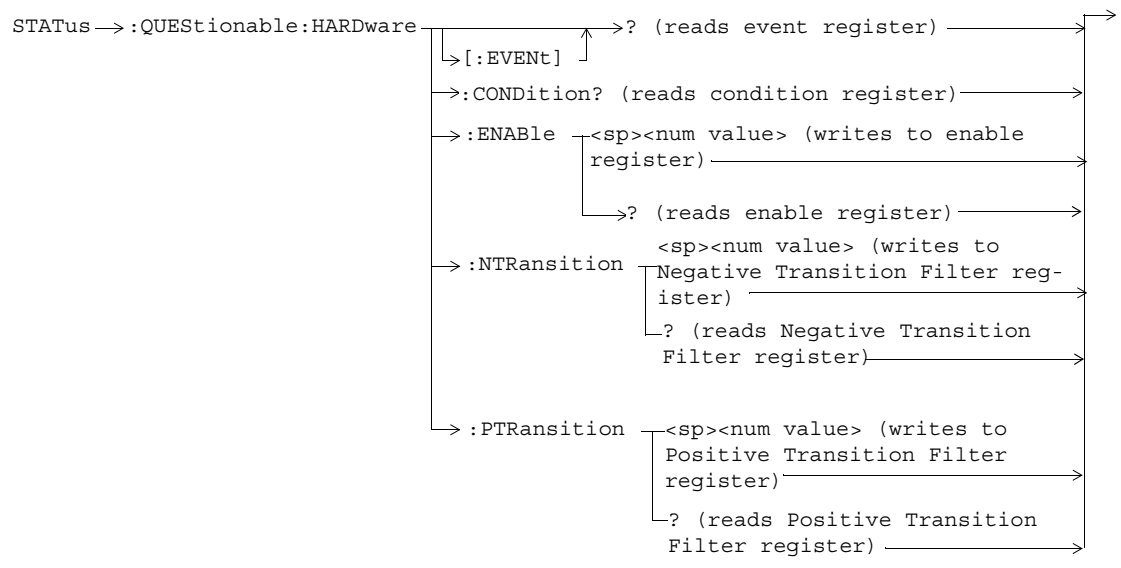 STATus :QUEStionable:HARDware ? (reads event register)
[:EVENt]
:CONDition? (reads condition register)
:ENABle <sp><num value> (writes to enable
register)
? (reads enable register)
<sp><num value> (writes to
:NTRansition Negative Transition Filter reg-
ister)
? (reads Negative Transition
Filter register)
:PTRansition <sp><num value> (writes to
Positive Transition Filter
register)
? (reads Positive Transition
Filter register)